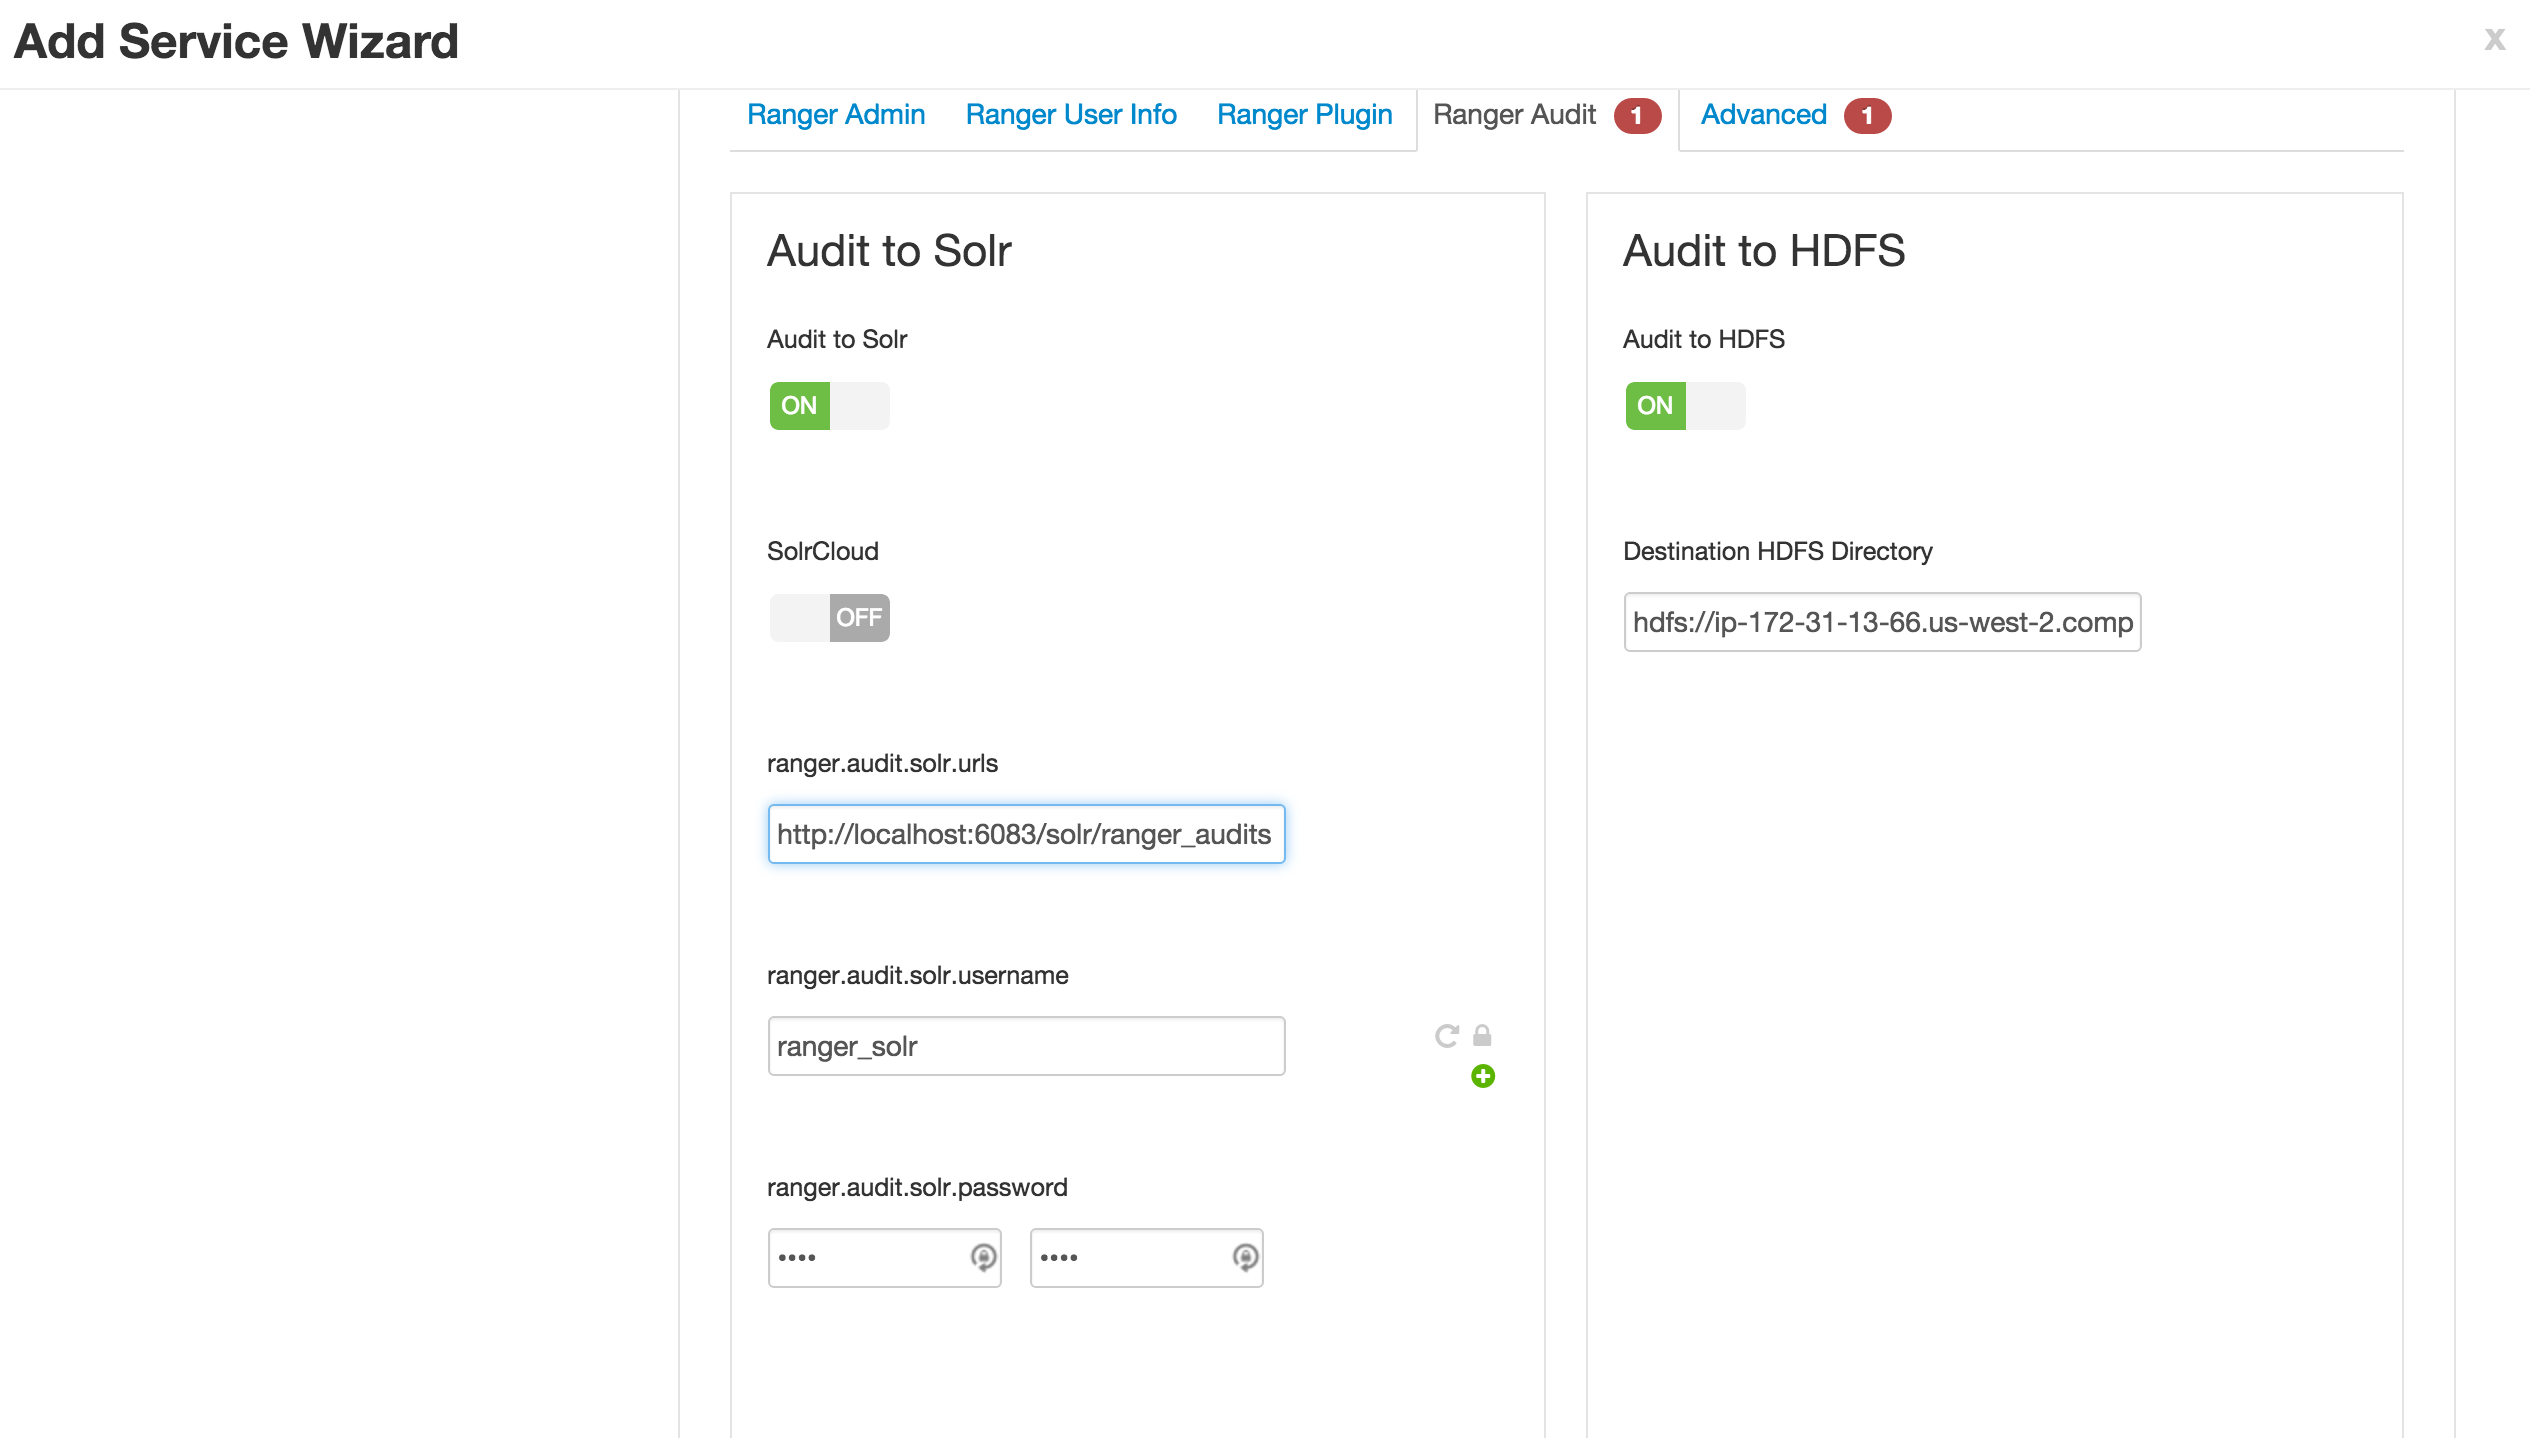 Add Service Wizard
x
Ranger Admin Ranger User Info Ranger Plugin Ranger Audit 1 Advanced 1
Audit to Solr
Audit to Solr
ON
SolrCloud
OFF
ranger.audit.solr.urls
http://localhost:6083/solr/ranger_audits
ranger.audit.solr.username
ranger_solr
ranger.audit.solr.password
•••• ••••
Audit to HDFS
Audit to HDFS
ON
Destination HDFS Directory
hdfs://ip-172-31-13-66.us-west-2.comp